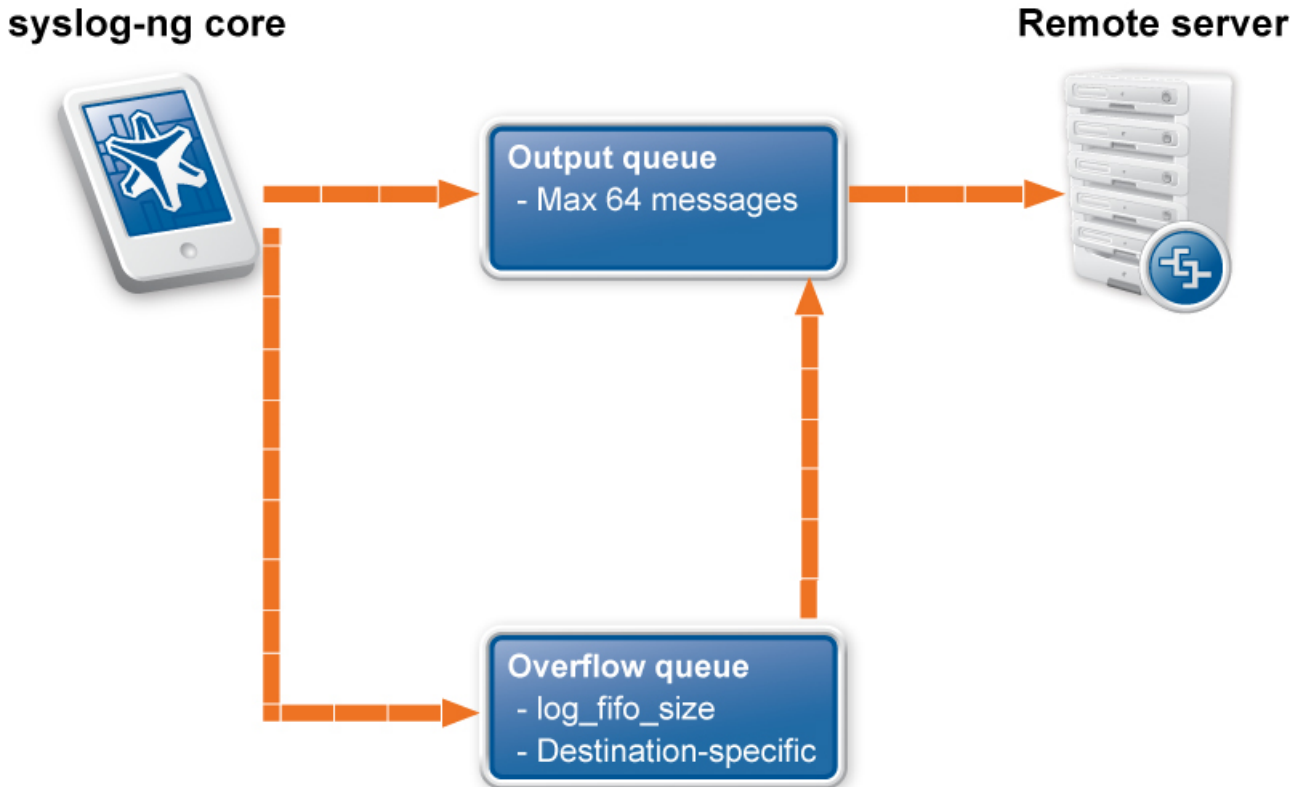 syslog-ng core
Remote server
Output queue
- Max 64 messages
Overflow queue
- log_fifo_size
- Destination-specific